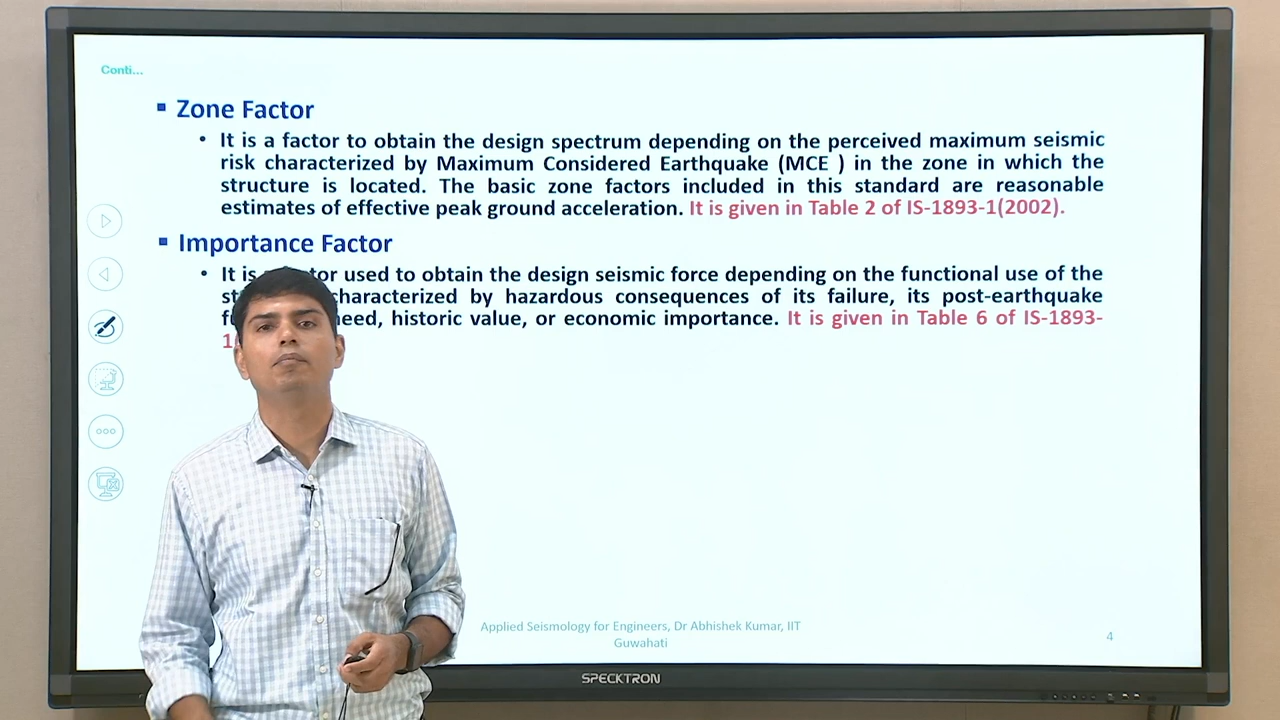 Conti...
▪ Zone Factor
• It is a factor to obtain the design spectrum depending on the perceived maximum seismic
risk characterized by Maximum Considered Earthquake (MCE ) in the zone in which the
structure is located. The basic zone factors included in this standard are reasonable
estimates of effective peak ground acceleration. It is given in Table 2 of IS-1893-1(2002).
▪ Importance Factor
• It is used to obtain the design seismic force depending on the functional use of the
characterized by hazardous consequences of its failure, its post-earthquake
need, historic value, or economic importance. It is given in Table 6 of IS-1893-
Applied Seismology for Engineers, Dr Abhishek Kumar, IIT
Guwahati
4
SPECKTRON